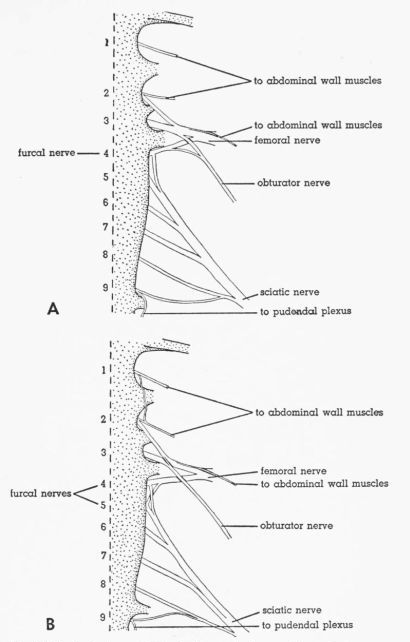 1
to abdominal wall muscles
2
3
to abdominal wall muscles
femoral nerve
furcal nerve
4
5
obturator nerve
6
7
8
9
sciatic nerve
A
to pudendal plexus
1
to abdominal wall muscles
2
3
femoral nerve
4
to abdominal wall muscles
furcal nerves
5
obturator nerve
6
7
8
sciatic nerve
9
to pudendal plexus
B